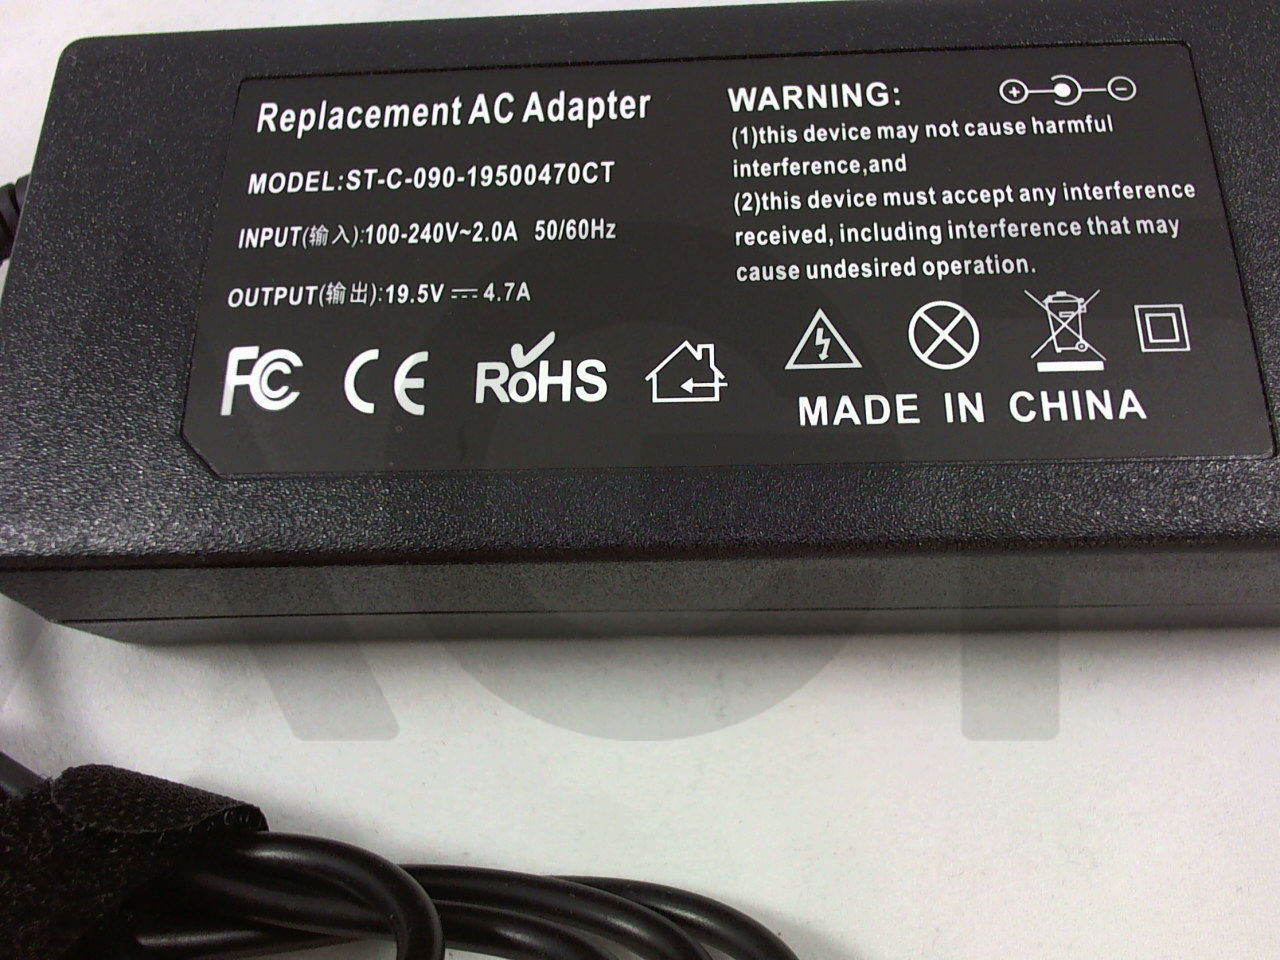 Replacement AC Adapter
MODEL:ST-C-090-19500470CT
INPUT(输入):100-240V~2.0A 50/60Hz
OUTPUT(输出):19.5V⎓4.7A
FC CE RoHS
WARNING:
(1)this device may not cause harmful
interference,and
(2)this device must accept any interference
received, including interference that may
cause undesired operation.
MADE IN CHINA